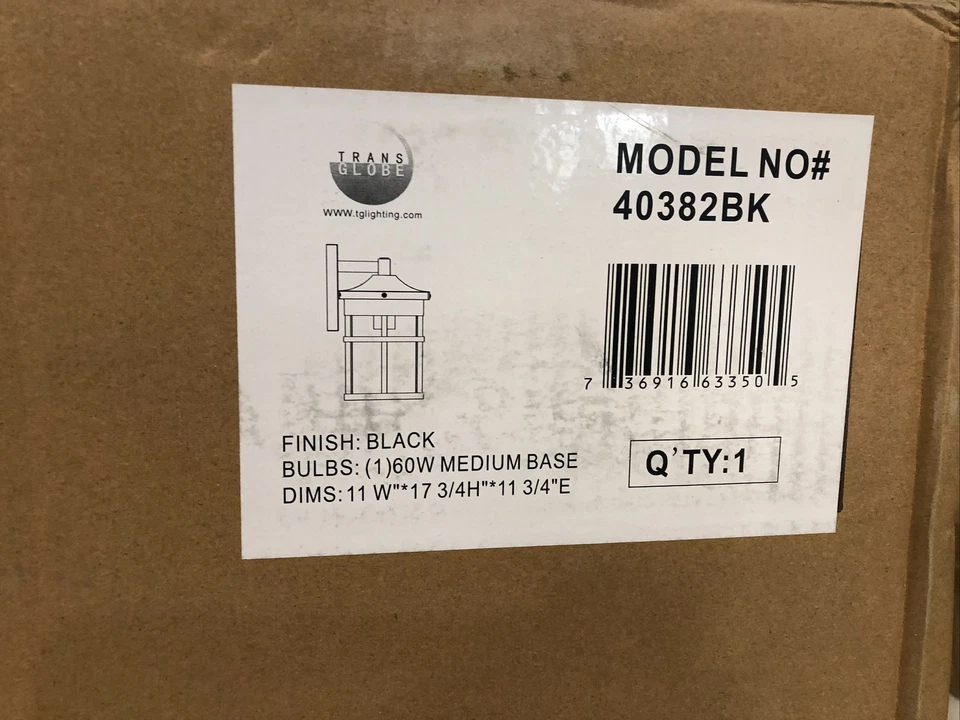 TRANS
GLOBE
www.tglighting.com
MODEL NO#
40382BK
7 36916 63350 5
FINISH: BLACK
BULBS: (1)60W MEDIUM BASE
DIMS: 11 W"*17 3/4H"*11 3/4"E
Q'TY:1